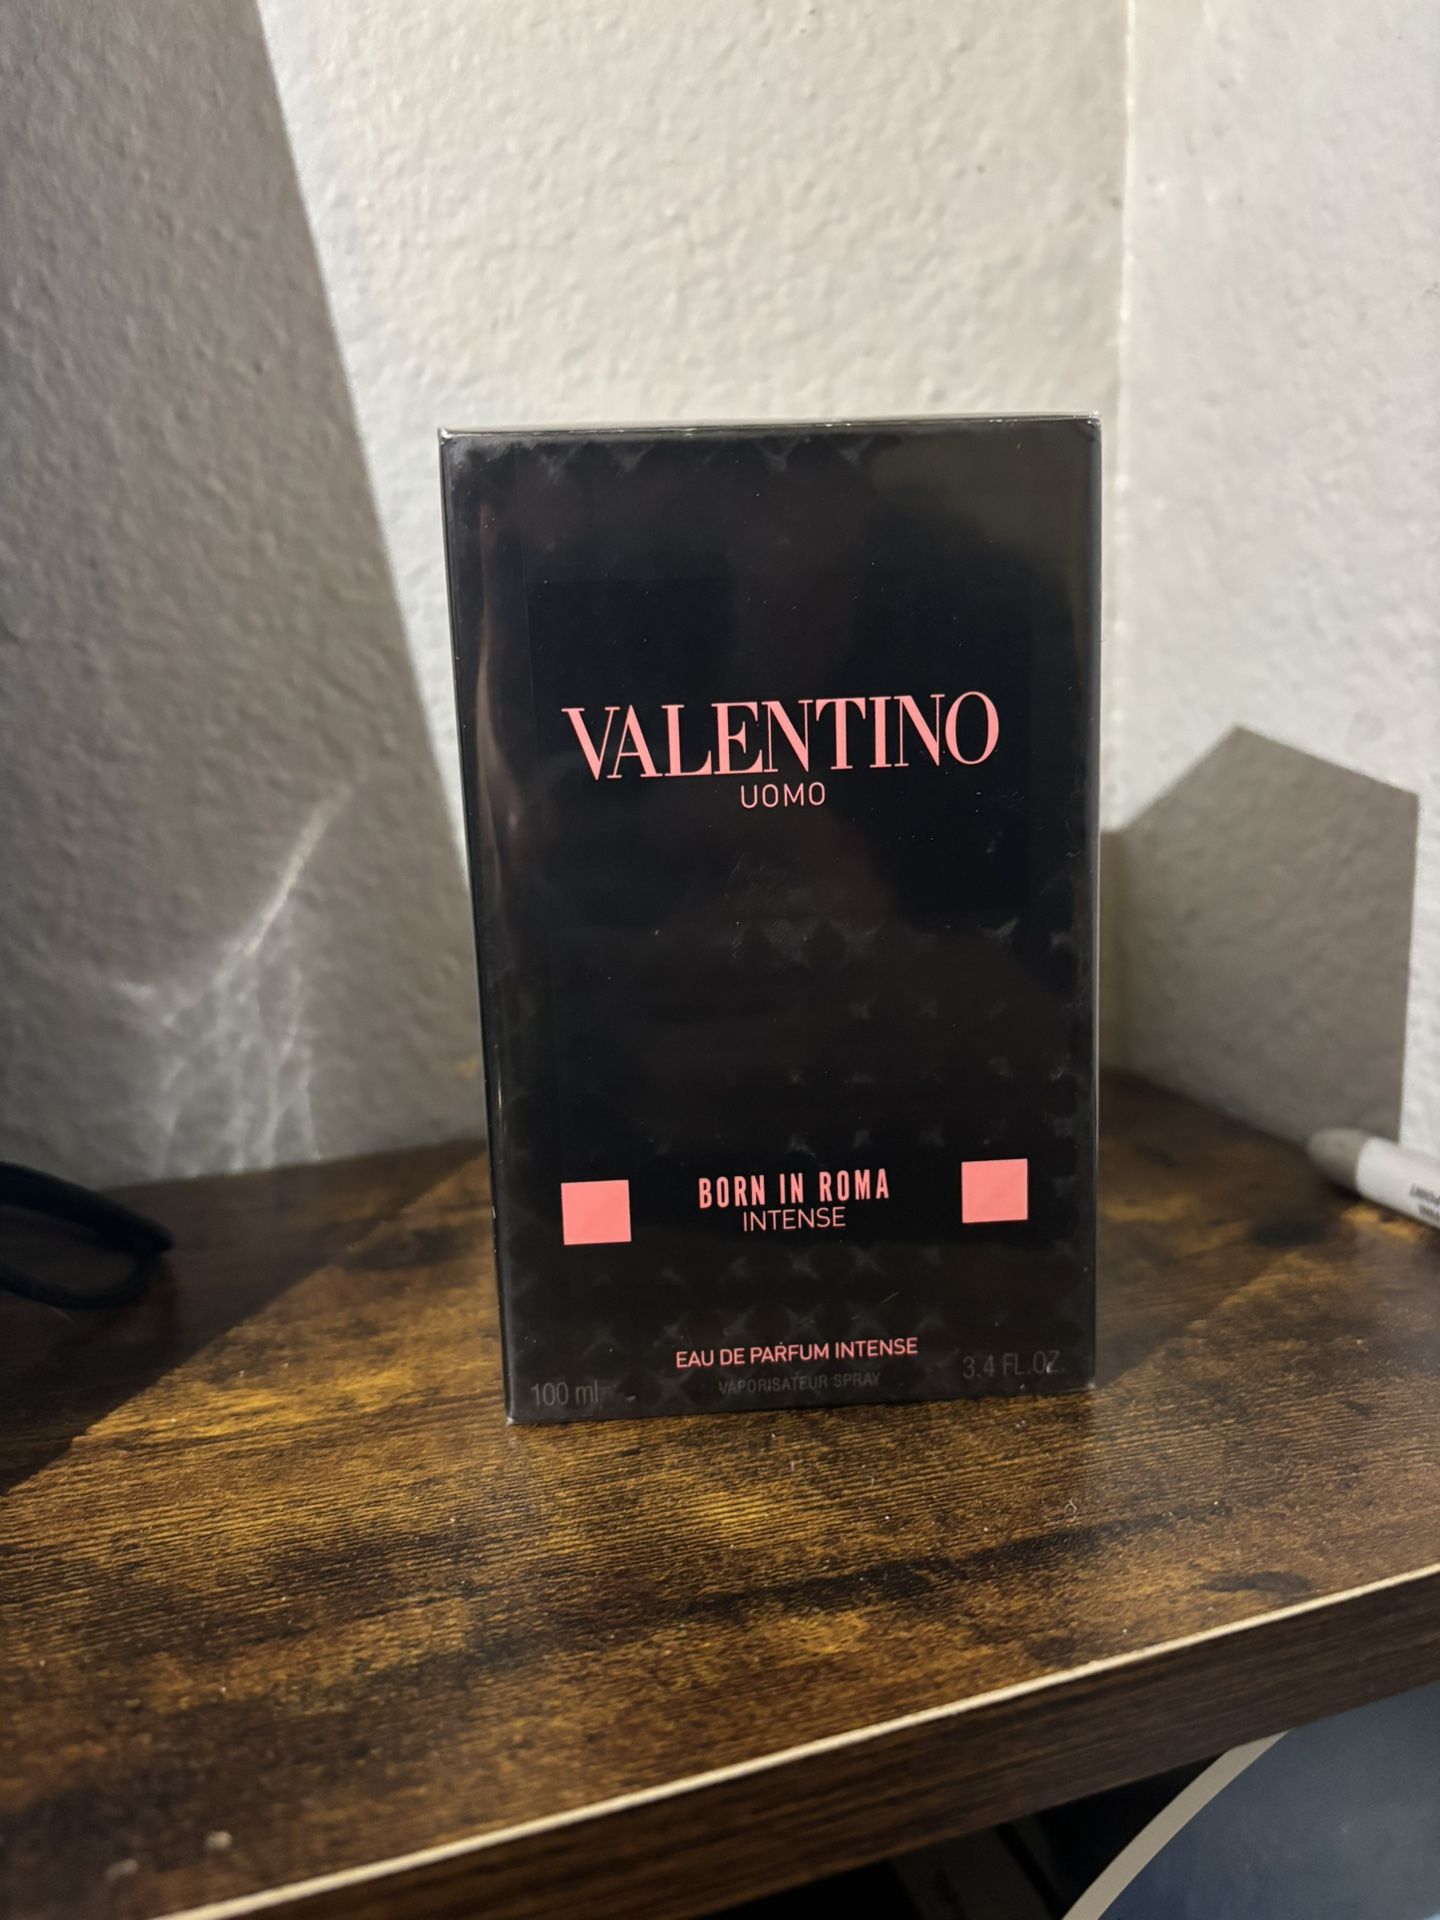 VALENTINO
UOMO
BORN IN ROMA
INTENSE
EAU DE PARFUM INTENSE
VAPORISATEUR SPRAY
100 ml
3.4 FL.OZ.